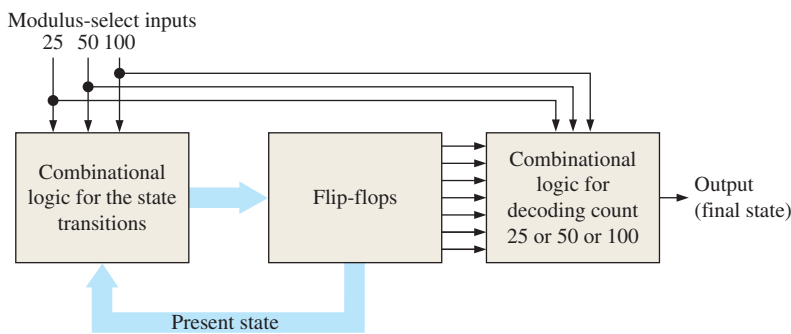 Modulus-select inputs
25 50 100
Combinational
logic for the state
transitions
Flip-flops
Combinational
logic for
decoding count
25 or 50 or 100
Output
(final state)
Present state